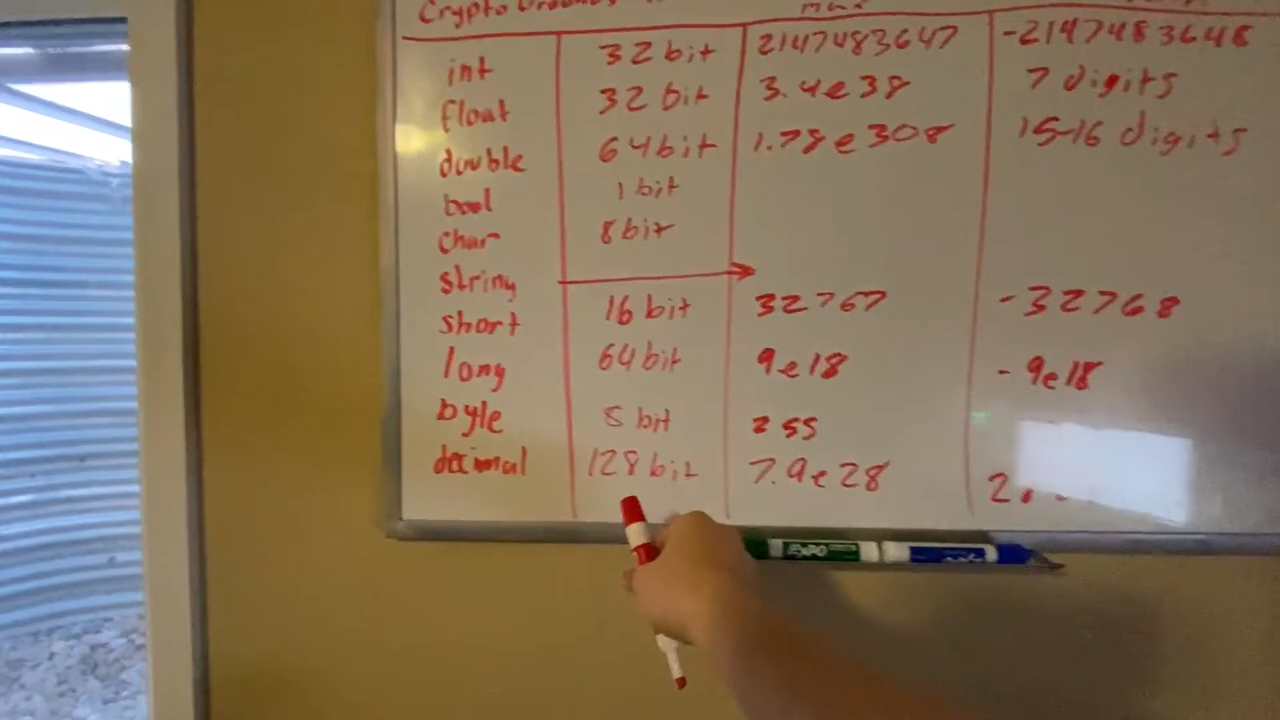 Crypto
int 32 bit 2147483647 -2147483648
float 32 bit 3.4e38 7 digits
double 64 bit 1.78e308 15-16 digits
bool 1 bit
char 8 bit
string
short 16 bit 32767 -32768
long 64 bit 9e18 -9e18
byte 8 bit 255
decimal 128 bit 7.9e28
EXPO